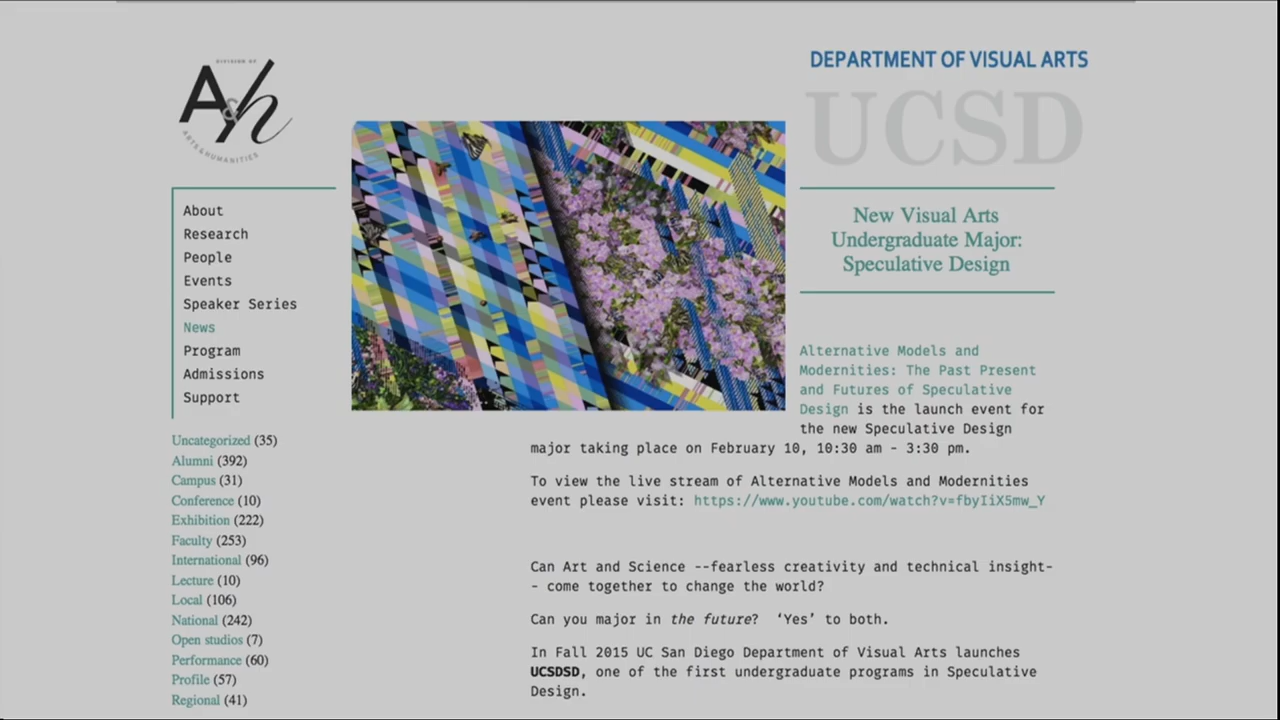 DIVISION OF
A&h
ARTS&HUMANITIES
DEPARTMENT OF VISUAL ARTS
UCSD
About
Research
People
Events
Speaker Series
News
Program
Admissions
Support
Uncategorized (35)
Alumni (392)
Campus (31)
Conference (10)
Exhibition (222)
Faculty (253)
International (96)
Lecture (10)
Local (106)
National (242)
Open studios (7)
Performance (60)
Profile (57)
Regional (41)
New Visual Arts
Undergraduate Major:
Speculative Design
Alternative Models and
Modernities: The Past Present
and Futures of Speculative
Design is the launch event for
the new Speculative Design
major taking place on February 10, 10:30 am - 3:30 pm.
To view the live stream of Alternative Models and Modernities
event please visit: https://www.youtube.com/watch?v=fbyIiX5mw_Y
Can Art and Science --fearless creativity and technical insight-
- come together to change the world?
Can you major in the future? ‘Yes’ to both.
In Fall 2015 UC San Diego Department of Visual Arts launches
UCSDSD, one of the first undergraduate programs in Speculative
Design.